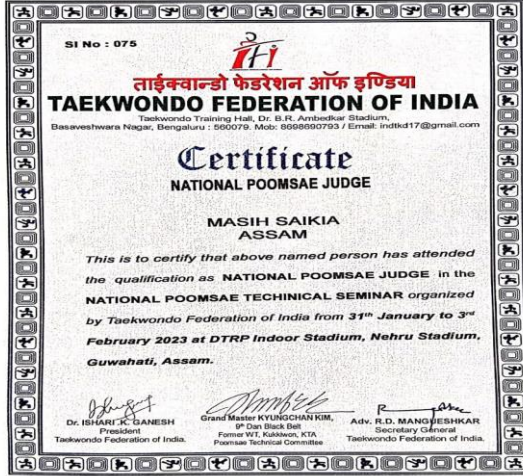 SI No : 075
ताईक्वान्डो फेडरेशन ऑफ इण्डिया
TAEKWONDO FEDERATION OF INDIA
Taekwondo Training Hall, Dr. B.R. Ambedkar Stadium,
Basaveshwara Nagar, Bengaluru : 560079. Mob: 8698690793 / Email: indtkd17@gmail.com
Certificate
NATIONAL POOMSAE JUDGE
MASIH SAIKIA
ASSAM
This is to certify that above named person has attended
the qualification as NATIONAL POOMSAE JUDGE in the
NATIONAL POOMSAE TECHINICAL SEMINAR organized
by Taekwondo Federation of India from 31st January to 3rd
February 2023 at DTRP Indoor Stadium, Nehru Stadium,
Guwahati, Assam.
Dr. ISHARI .K. GANESH
President
Taekwondo Federation of India.
Grand Master KYUNGCHAN KIM,
9th Dan Black Belt
Former WT, Kukkiwon, KTA
Poomsae Technical Committee
Adv. R.D. MANGUESHKAR
Secretary General
Taekwondo Federation of India.